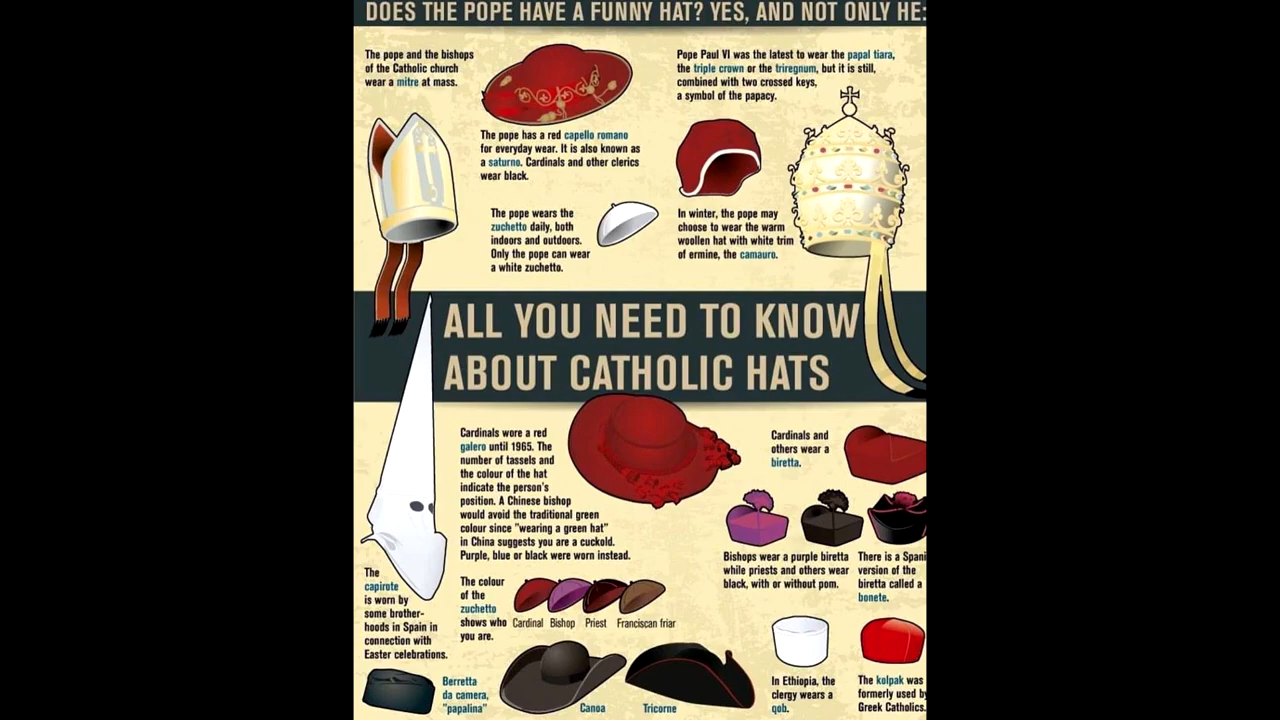 DOES THE POPE HAVE A FUNNY HAT? YES, AND NOT ONLY HE:
The pope and the bishops
of the Catholic church
wear a mitre at mass.
The pope has a red capello romano
for everyday wear. It is also known as
a saturno. Cardinals and other clerics
wear black.
Pope Paul VI was the latest to wear the papal tiara,
the triple crown or the triregnum, but it is still,
combined with two crossed keys,
a symbol of the papacy.
The pope wears the
zuchetto daily, both
indoors and outdoors.
Only the pope can wear
a white zuchetto.
In winter, the pope may
choose to wear the warm
woollen hat with white trim
of ermine, the camauro.
ALL YOU NEED TO KNOW
ABOUT CATHOLIC HATS
Cardinals wore a red
galero until 1965. The
number of tassels and
the colour of the hat
indicate the person's
position. A Chinese bishop
would avoid the traditional green
colour since "wearing a green hat"
in China suggests you are a cuckold.
Purple, blue or black were worn instead.
Cardinals and
others wear a
biretta.
Bishops wear a purple biretta
while priests and others wear
black, with or without pom.
There is a Spani
version of the
biretta called a
bonete.
The
capirote
is worn by
some brother-
hoods in Spain in
connection with
Easter celebrations.
The colour
of the
zuchetto
shows who
you are.
Cardinal Bishop Priest Franciscan friar
Berretta
da camera,
"papalina"
Canoa
Tricorne
In Ethiopia, the
clergy wears a
qob.
The kolpak was
formerly used by
Greek Catholics.